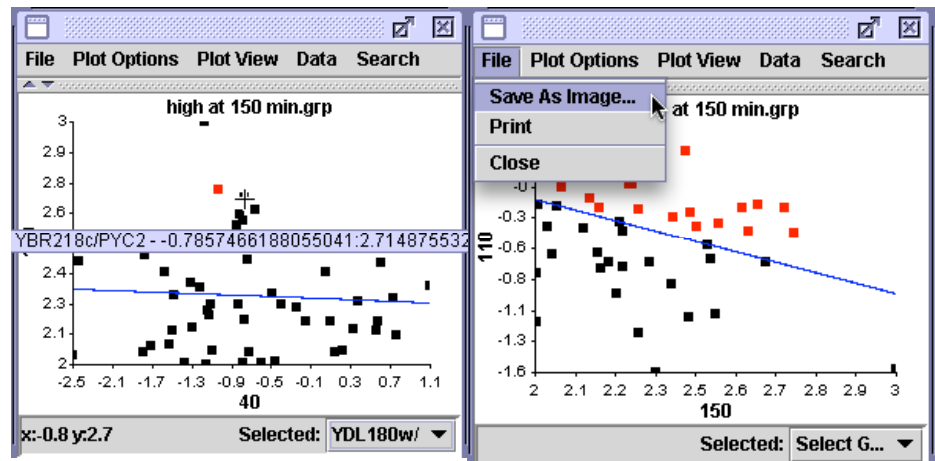 File Plot Options Plot View Data Search
high at 150 min.grp
3
2.9
2.8
2.6
YBR218c/PYC2 - -0.7857466188055041:2.714875532
2.4
2.3
2.1
2
-2.5 -2.1 -1.7 -1.3 -0.9 -0.5 -0.1 0.3 0.7 1.1
40
x:-0.8 y:2.7 Selected: YDL180w/
File Plot Options Plot View Data Search
Save As Image...
Print
Close
at 150 min.grp
-0
-0.3
-0.6
-0.8
-1.1
-1.3
-1.6
110
2 2.1 2.2 2.3 2.4 2.5 2.6 2.7 2.8 2.9 3
150
Selected: Select G...